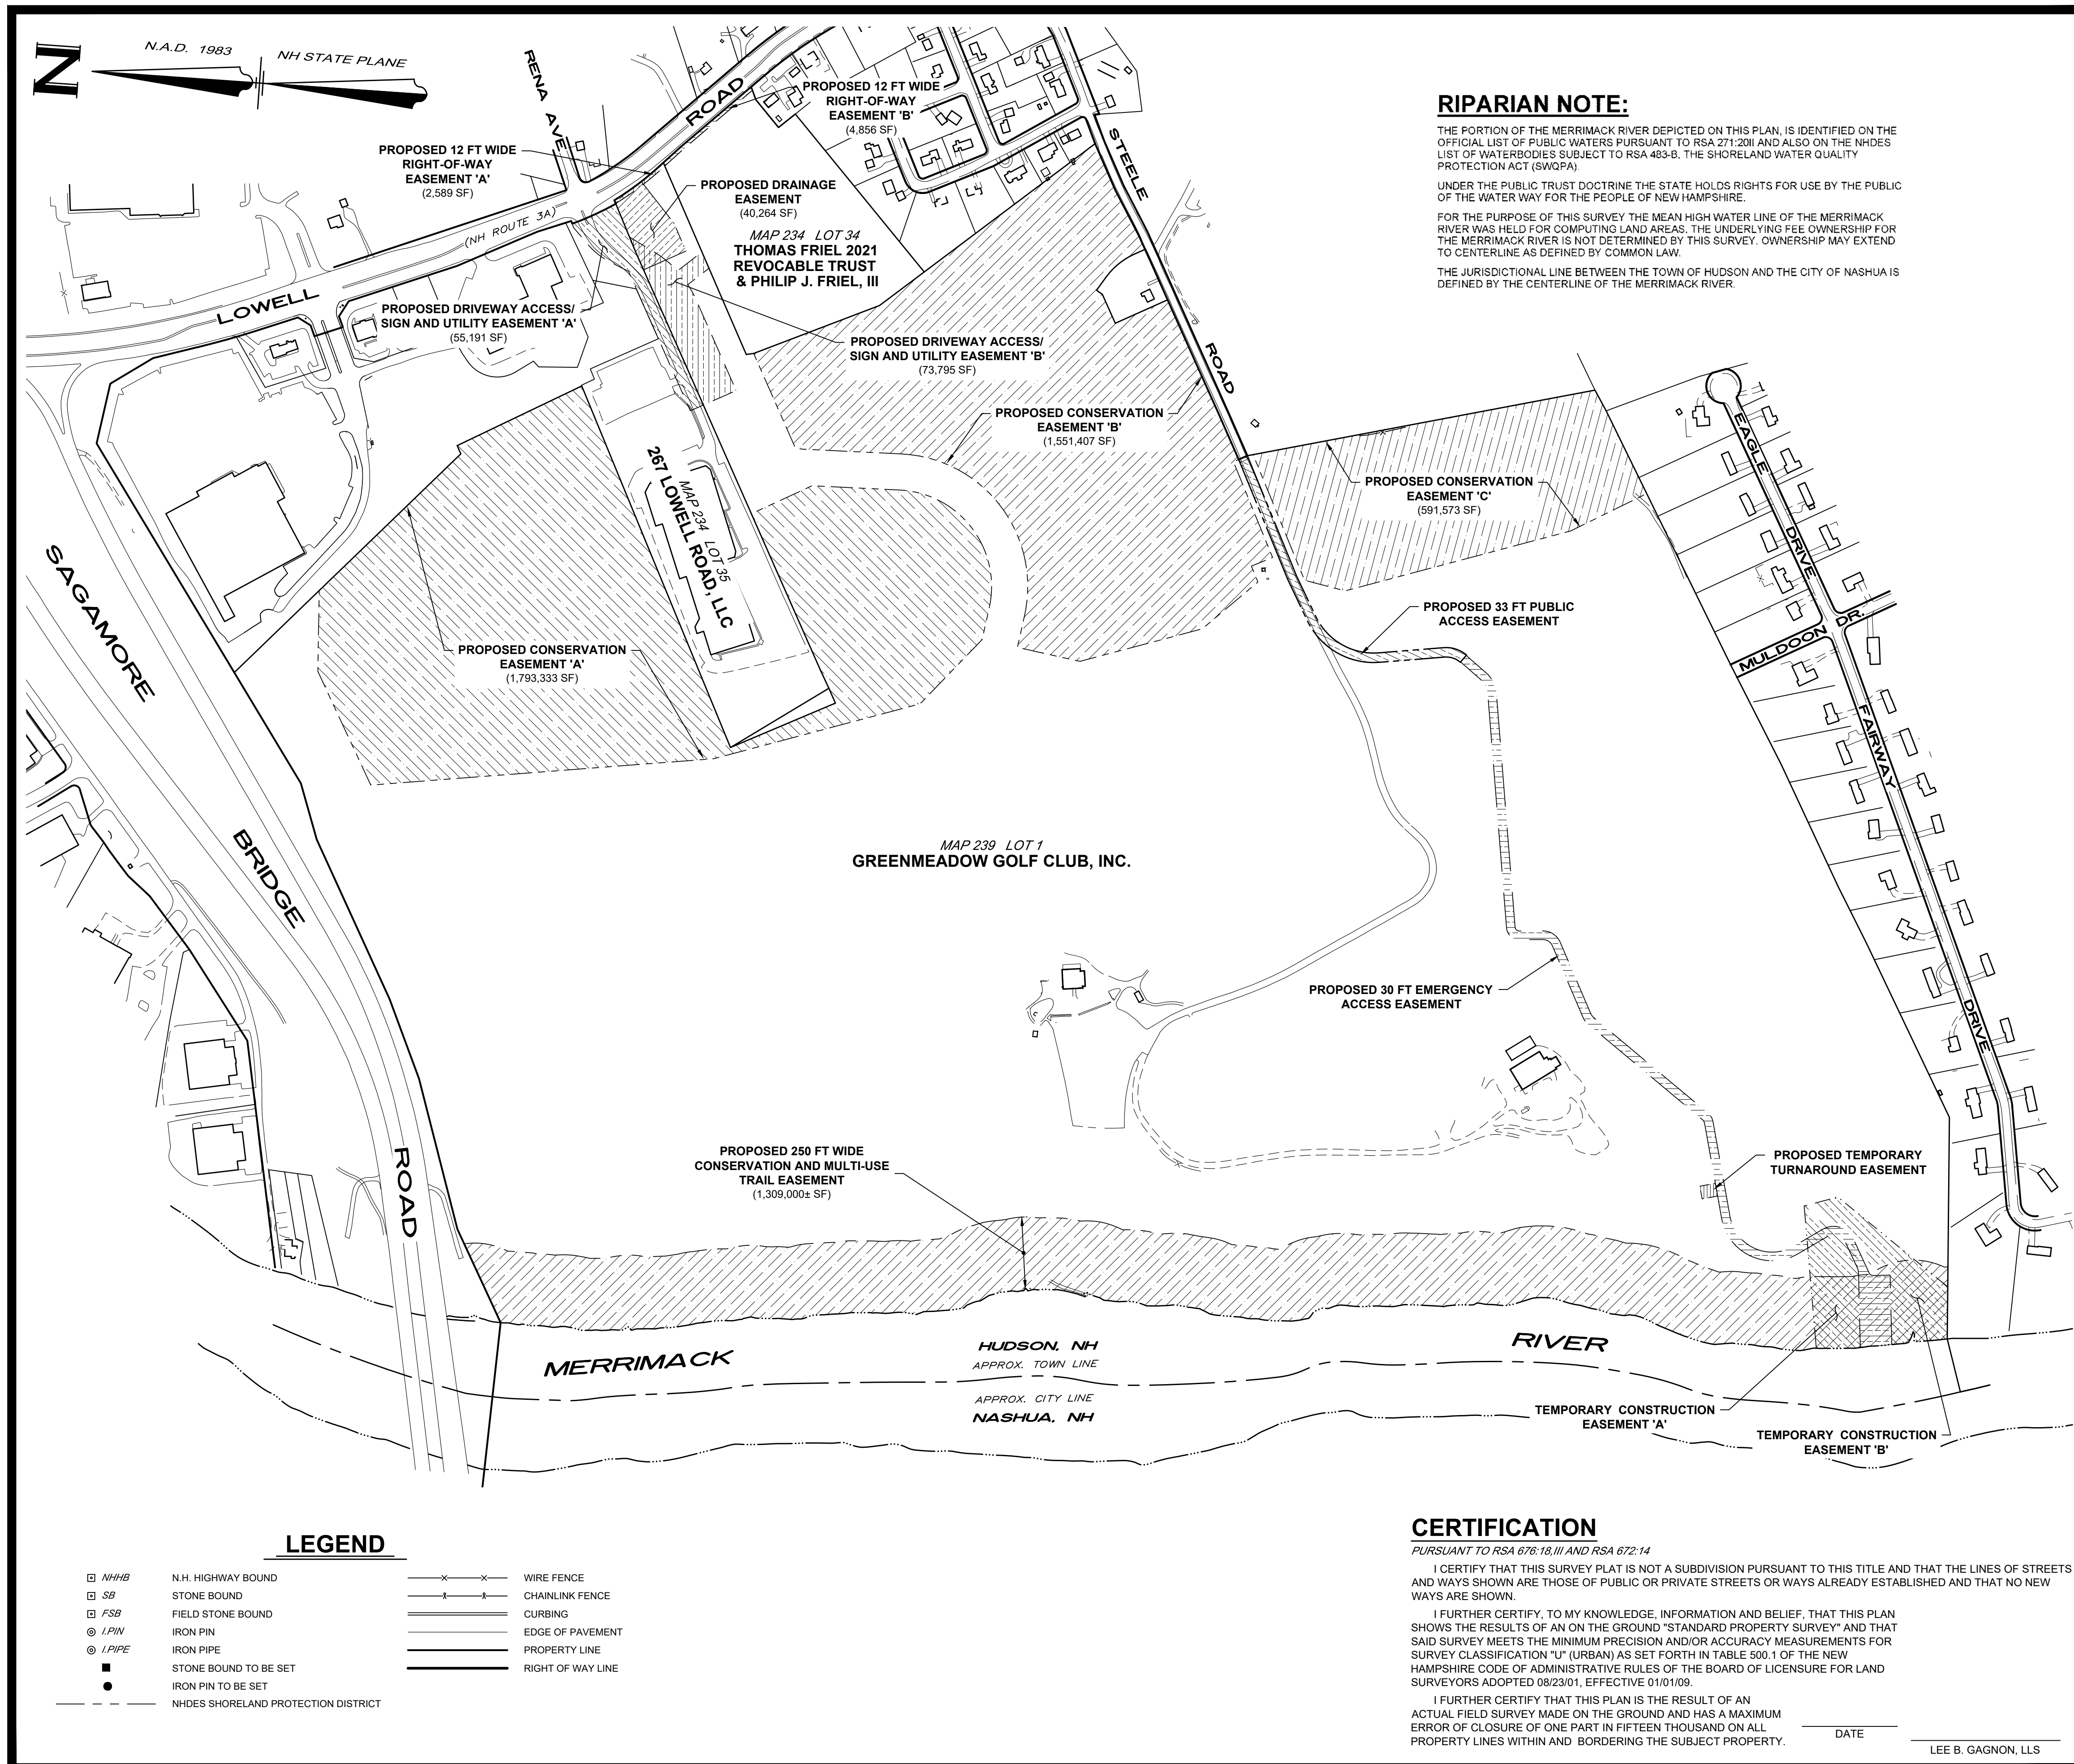 N
N.A.D. 1983
NH STATE PLANE
RENA AVE
ROAD
PROPOSED 12 FT WIDE
RIGHT-OF-WAY
EASEMENT 'B'
(4,856 SF)
PROPOSED 12 FT WIDE
RIGHT-OF-WAY
EASEMENT 'A'
(2,589 SF)
STEELE
PROPOSED DRAINAGE
EASEMENT
(40,264 SF)
(NH ROUTE 3A)
MAP 234 LOT 34
THOMAS FRIEL 2021
REVOCABLE TRUST
& PHILIP J. FRIEL, III
LOWELL
PROPOSED DRIVEWAY ACCESS/
SIGN AND UTILITY EASEMENT 'A'
(55,191 SF)
PROPOSED DRIVEWAY ACCESS/
SIGN AND UTILITY EASEMENT 'B'
(73,795 SF)
ROAD
PROPOSED CONSERVATION
EASEMENT 'B'
(1,551,407 SF)
RIPARIAN NOTE:
THE PORTION OF THE MERRIMACK RIVER DEPICTED ON THIS PLAN, IS IDENTIFIED ON THE
OFFICIAL LIST OF PUBLIC WATERS PURSUANT TO RSA 271:20II AND ALSO ON THE NHDES
LIST OF WATERBODIES SUBJECT TO RSA 483-B, THE SHORELAND WATER QUALITY
PROTECTION ACT (SWQPA).
UNDER THE PUBLIC TRUST DOCTRINE THE STATE HOLDS RIGHTS FOR USE BY THE PUBLIC
OF THE WATER WAY FOR THE PEOPLE OF NEW HAMPSHIRE.
FOR THE PURPOSE OF THIS SURVEY THE MEAN HIGH WATER LINE OF THE MERRIMACK
RIVER WAS HELD FOR COMPUTING LAND AREAS. THE UNDERLYING FEE OWNERSHIP FOR
THE MERRIMACK RIVER IS NOT DETERMINED BY THIS SURVEY. OWNERSHIP MAY EXTEND
TO CENTERLINE AS DEFINED BY COMMON LAW.
THE JURISDICTIONAL LINE BETWEEN THE TOWN OF HUDSON AND THE CITY OF NASHUA IS
DEFINED BY THE CENTERLINE OF THE MERRIMACK RIVER.
MAP 234 LOT 35
267 LOWELL ROAD, LLC
PROPOSED CONSERVATION
EASEMENT 'C'
(591,573 SF)
EAGLE
DRIVE
MULDOON DR.
FAIRWAY
DRIVE
SAGAMORE
BRIDGE
ROAD
PROPOSED CONSERVATION
EASEMENT 'A'
(1,793,333 SF)
PROPOSED 33 FT PUBLIC
ACCESS EASEMENT
MAP 239 LOT 1
GREENMEADOW GOLF CLUB, INC.
PROPOSED 30 FT EMERGENCY
ACCESS EASEMENT
PROPOSED 250 FT WIDE
CONSERVATION AND MULTI-USE
TRAIL EASEMENT
(1,309,000± SF)
PROPOSED TEMPORARY
TURNAROUND EASEMENT
MERRIMACK
RIVER
HUDSON, NH
APPROX. TOWN LINE
APPROX. CITY LINE
NASHUA, NH
TEMPORARY CONSTRUCTION
EASEMENT 'A'
TEMPORARY CONSTRUCTION
EASEMENT 'B'
LEGEND
NHHB N.H. HIGHWAY BOUND
SB STONE BOUND
FSB FIELD STONE BOUND
I.PIN IRON PIN
I.PIPE IRON PIPE
STONE BOUND TO BE SET
IRON PIN TO BE SET
NHDES SHORELAND PROTECTION DISTRICT
WIRE FENCE
CHAINLINK FENCE
CURBING
EDGE OF PAVEMENT
PROPERTY LINE
RIGHT OF WAY LINE
CERTIFICATION
PURSUANT TO RSA 676:18,III AND RSA 672:14
I CERTIFY THAT THIS SURVEY PLAT IS NOT A SUBDIVISION PURSUANT TO THIS TITLE AND THAT THE LINES OF STREETS
AND WAYS SHOWN ARE THOSE OF PUBLIC OR PRIVATE STREETS OR WAYS ALREADY ESTABLISHED AND THAT NO NEW
WAYS ARE SHOWN.
I FURTHER CERTIFY, TO MY KNOWLEDGE, INFORMATION AND BELIEF, THAT THIS PLAN
SHOWS THE RESULTS OF AN ON THE GROUND "STANDARD PROPERTY SURVEY" AND THAT
SAID SURVEY MEETS THE MINIMUM PRECISION AND/OR ACCURACY MEASUREMENTS FOR
SURVEY CLASSIFICATION "U" (URBAN) AS SET FORTH IN TABLE 500.1 OF THE NEW
HAMPSHIRE CODE OF ADMINISTRATIVE RULES OF THE BOARD OF LICENSURE FOR LAND
SURVEYORS ADOPTED 08/23/01, EFFECTIVE 01/01/09.
I FURTHER CERTIFY THAT THIS PLAN IS THE RESULT OF AN
ACTUAL FIELD SURVEY MADE ON THE GROUND AND HAS A MAXIMUM
ERROR OF CLOSURE OF ONE PART IN FIFTEEN THOUSAND ON ALL
PROPERTY LINES WITHIN AND BORDERING THE SUBJECT PROPERTY.
DATE
LEE B. GAGNON, LLS